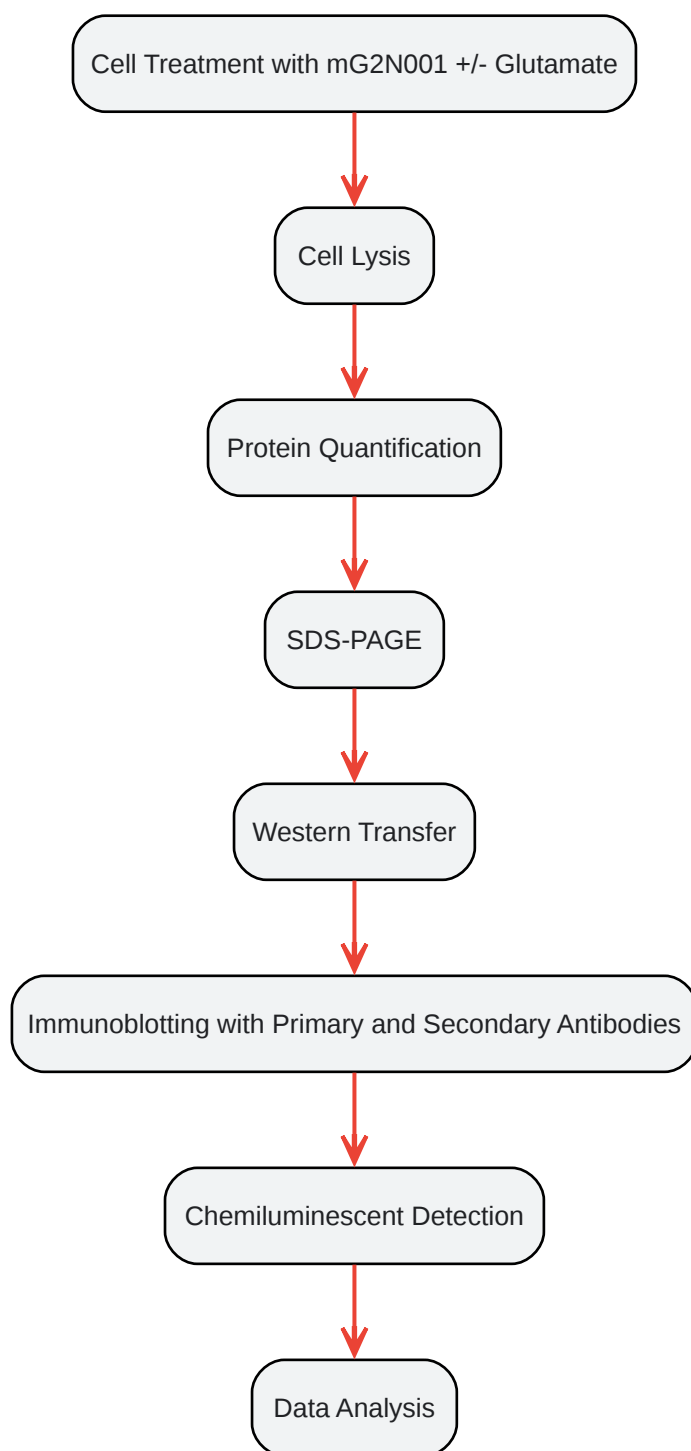 Cell Treatment with mG2N001 +/- Glutamate
Cell Lysis
Protein Quantification
SDS-PAGE
Western Transfer
Immunoblotting with Primary and Secondary Antibodies
Chemiluminescent Detection
Data Analysis